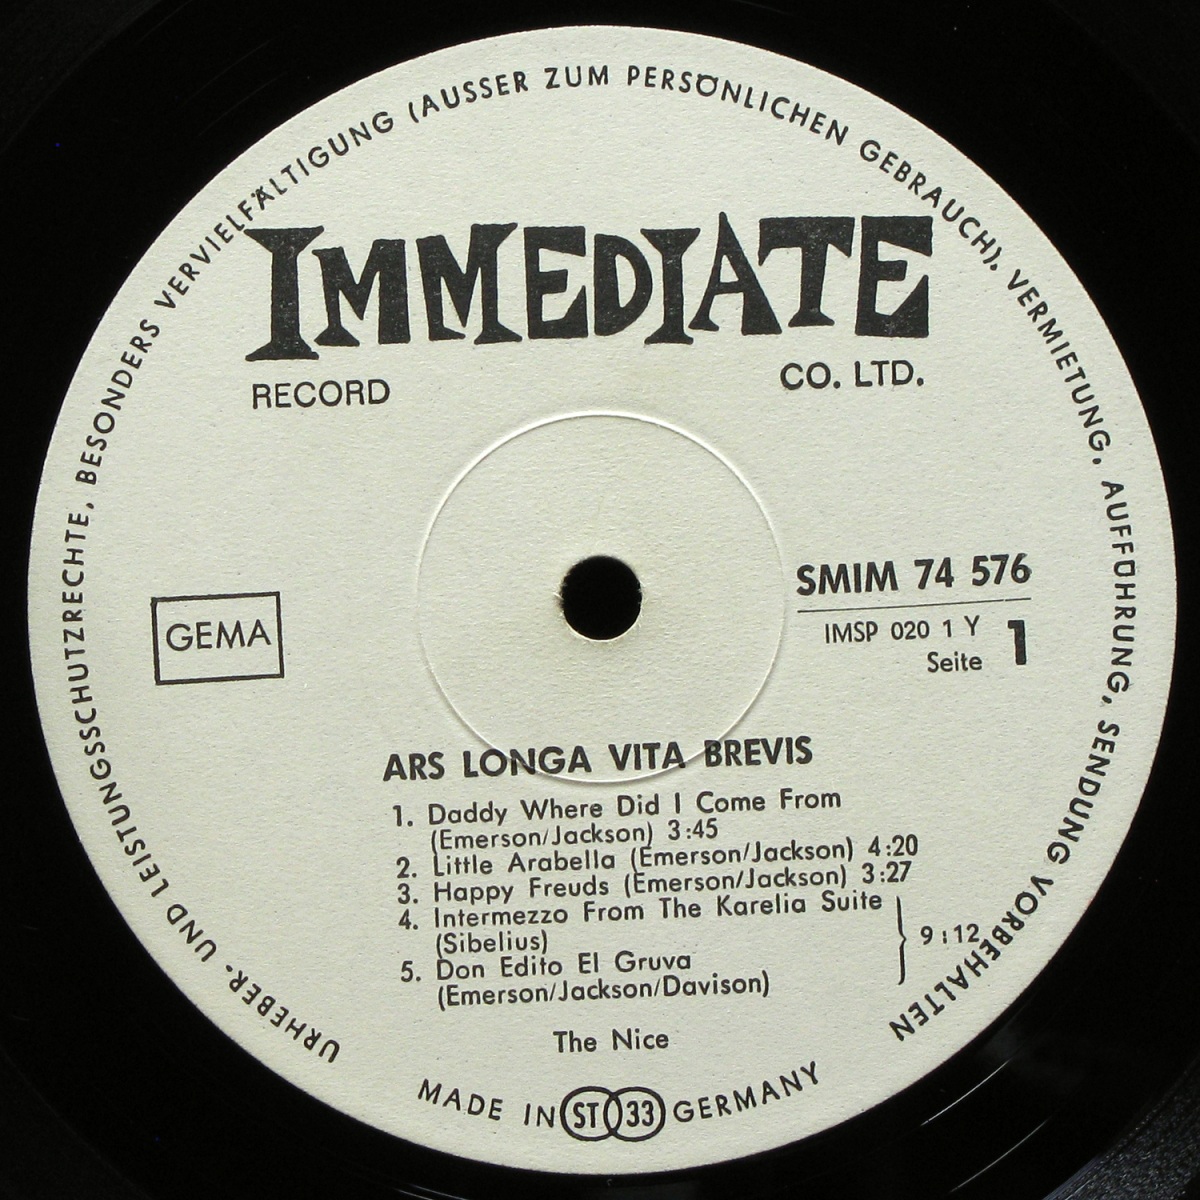 URHEBER- UND LEISTUNGSSCHUTZRECHTE, BESONDERS VERVIELFÄLTIGUNG (AUSSER ZUM PERSÖNLICHEN GEBRAUCH), VERMIETUNG, AUFFÜHRUNG, SENDUNG VORBEHALTEN
IMMEDIATE
RECORD CO. LTD.
GEMA
SMIM 74 576
IMSP 020 1 Y
Seite 1
ARS LONGA VITA BREVIS
1. Daddy Where Did I Come From
(Emerson/Jackson) 3:45
2. Little Arabella (Emerson/Jackson) 4:20
3. Happy Freuds (Emerson/Jackson) 3:27
4. Intermezzo From The Karelia Suite
(Sibelius)
9:12
5. Don Edito El Gruva
(Emerson/Jackson/Davison)
The Nice
MADE IN ST 33 GERMANY